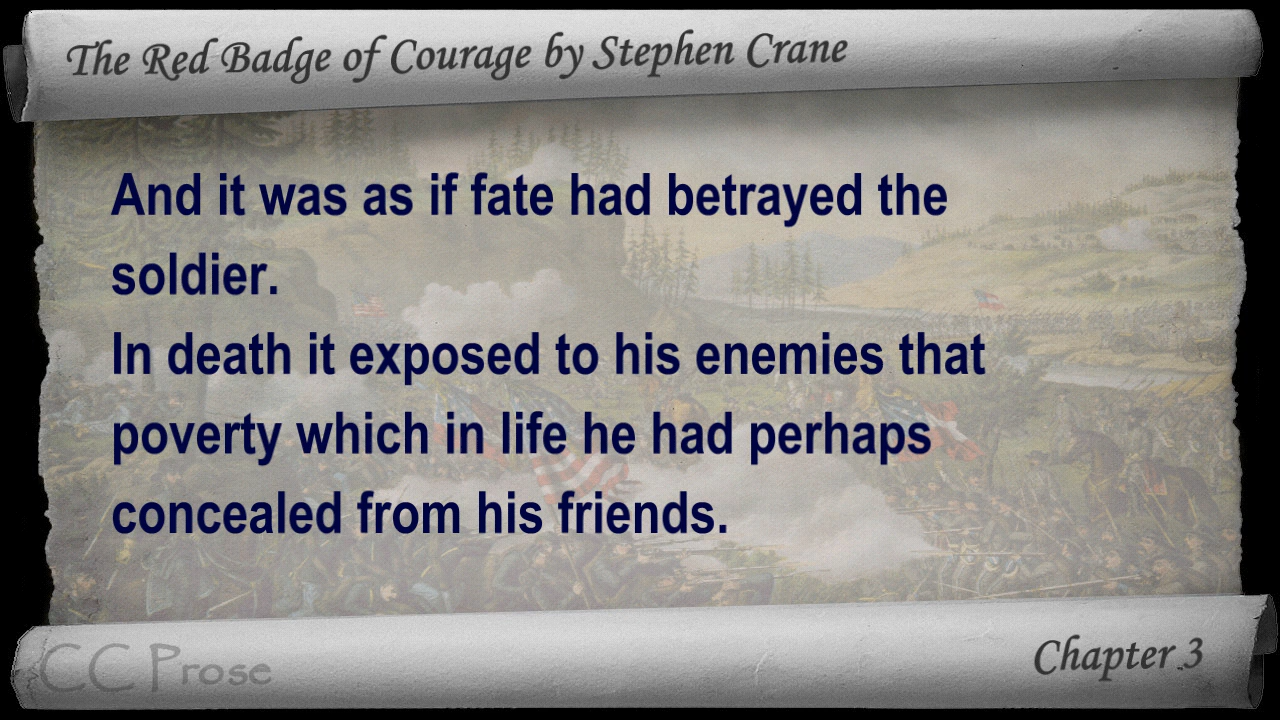 The Red Badge of Courage by Stephen Crane
And it was as if fate had betrayed the
soldier.
In death it exposed to his enemies that
poverty which in life he had perhaps
concealed from his friends.
CC Prose
Chapter 3